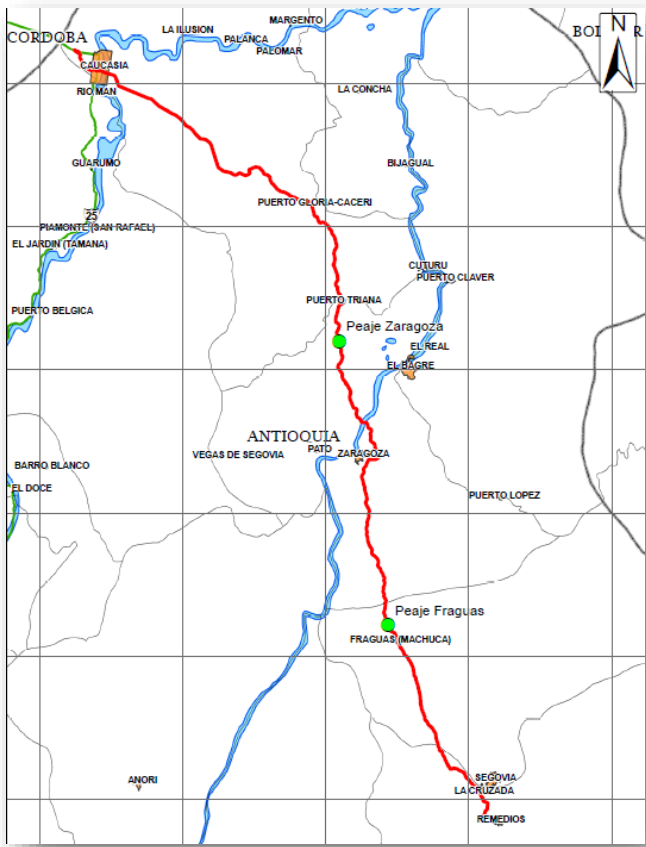 MARGENTO
N
LA ILUSION
CORDOBA
PALANCA
PALOMAR
CAUCASIA
RIO MAN
LA CONCHA
GUARUMO
BIJAGUAL
PUERTO GLORIA-CACERI
25
PIAMONTE (SAN RAFAEL)
EL JARDIN (TAMANA)
CUTURU
PUERTO CLAVER
PUERTO TRIANA
PUERTO BELGICA
Peaje Zaragoza
EL REAL
EL BAGRE
ANTIOQUIA
PATO
VEGAS DE SEGOVIA
ZARAGOZA
BARRO BLANCO
EL DOCE
PUERTO LOPEZ
Peaje Fraguas
FRAGUAS (MACHUCA)
ANORI
SEGOVIA
LA CRUZADA
REMEDIOS